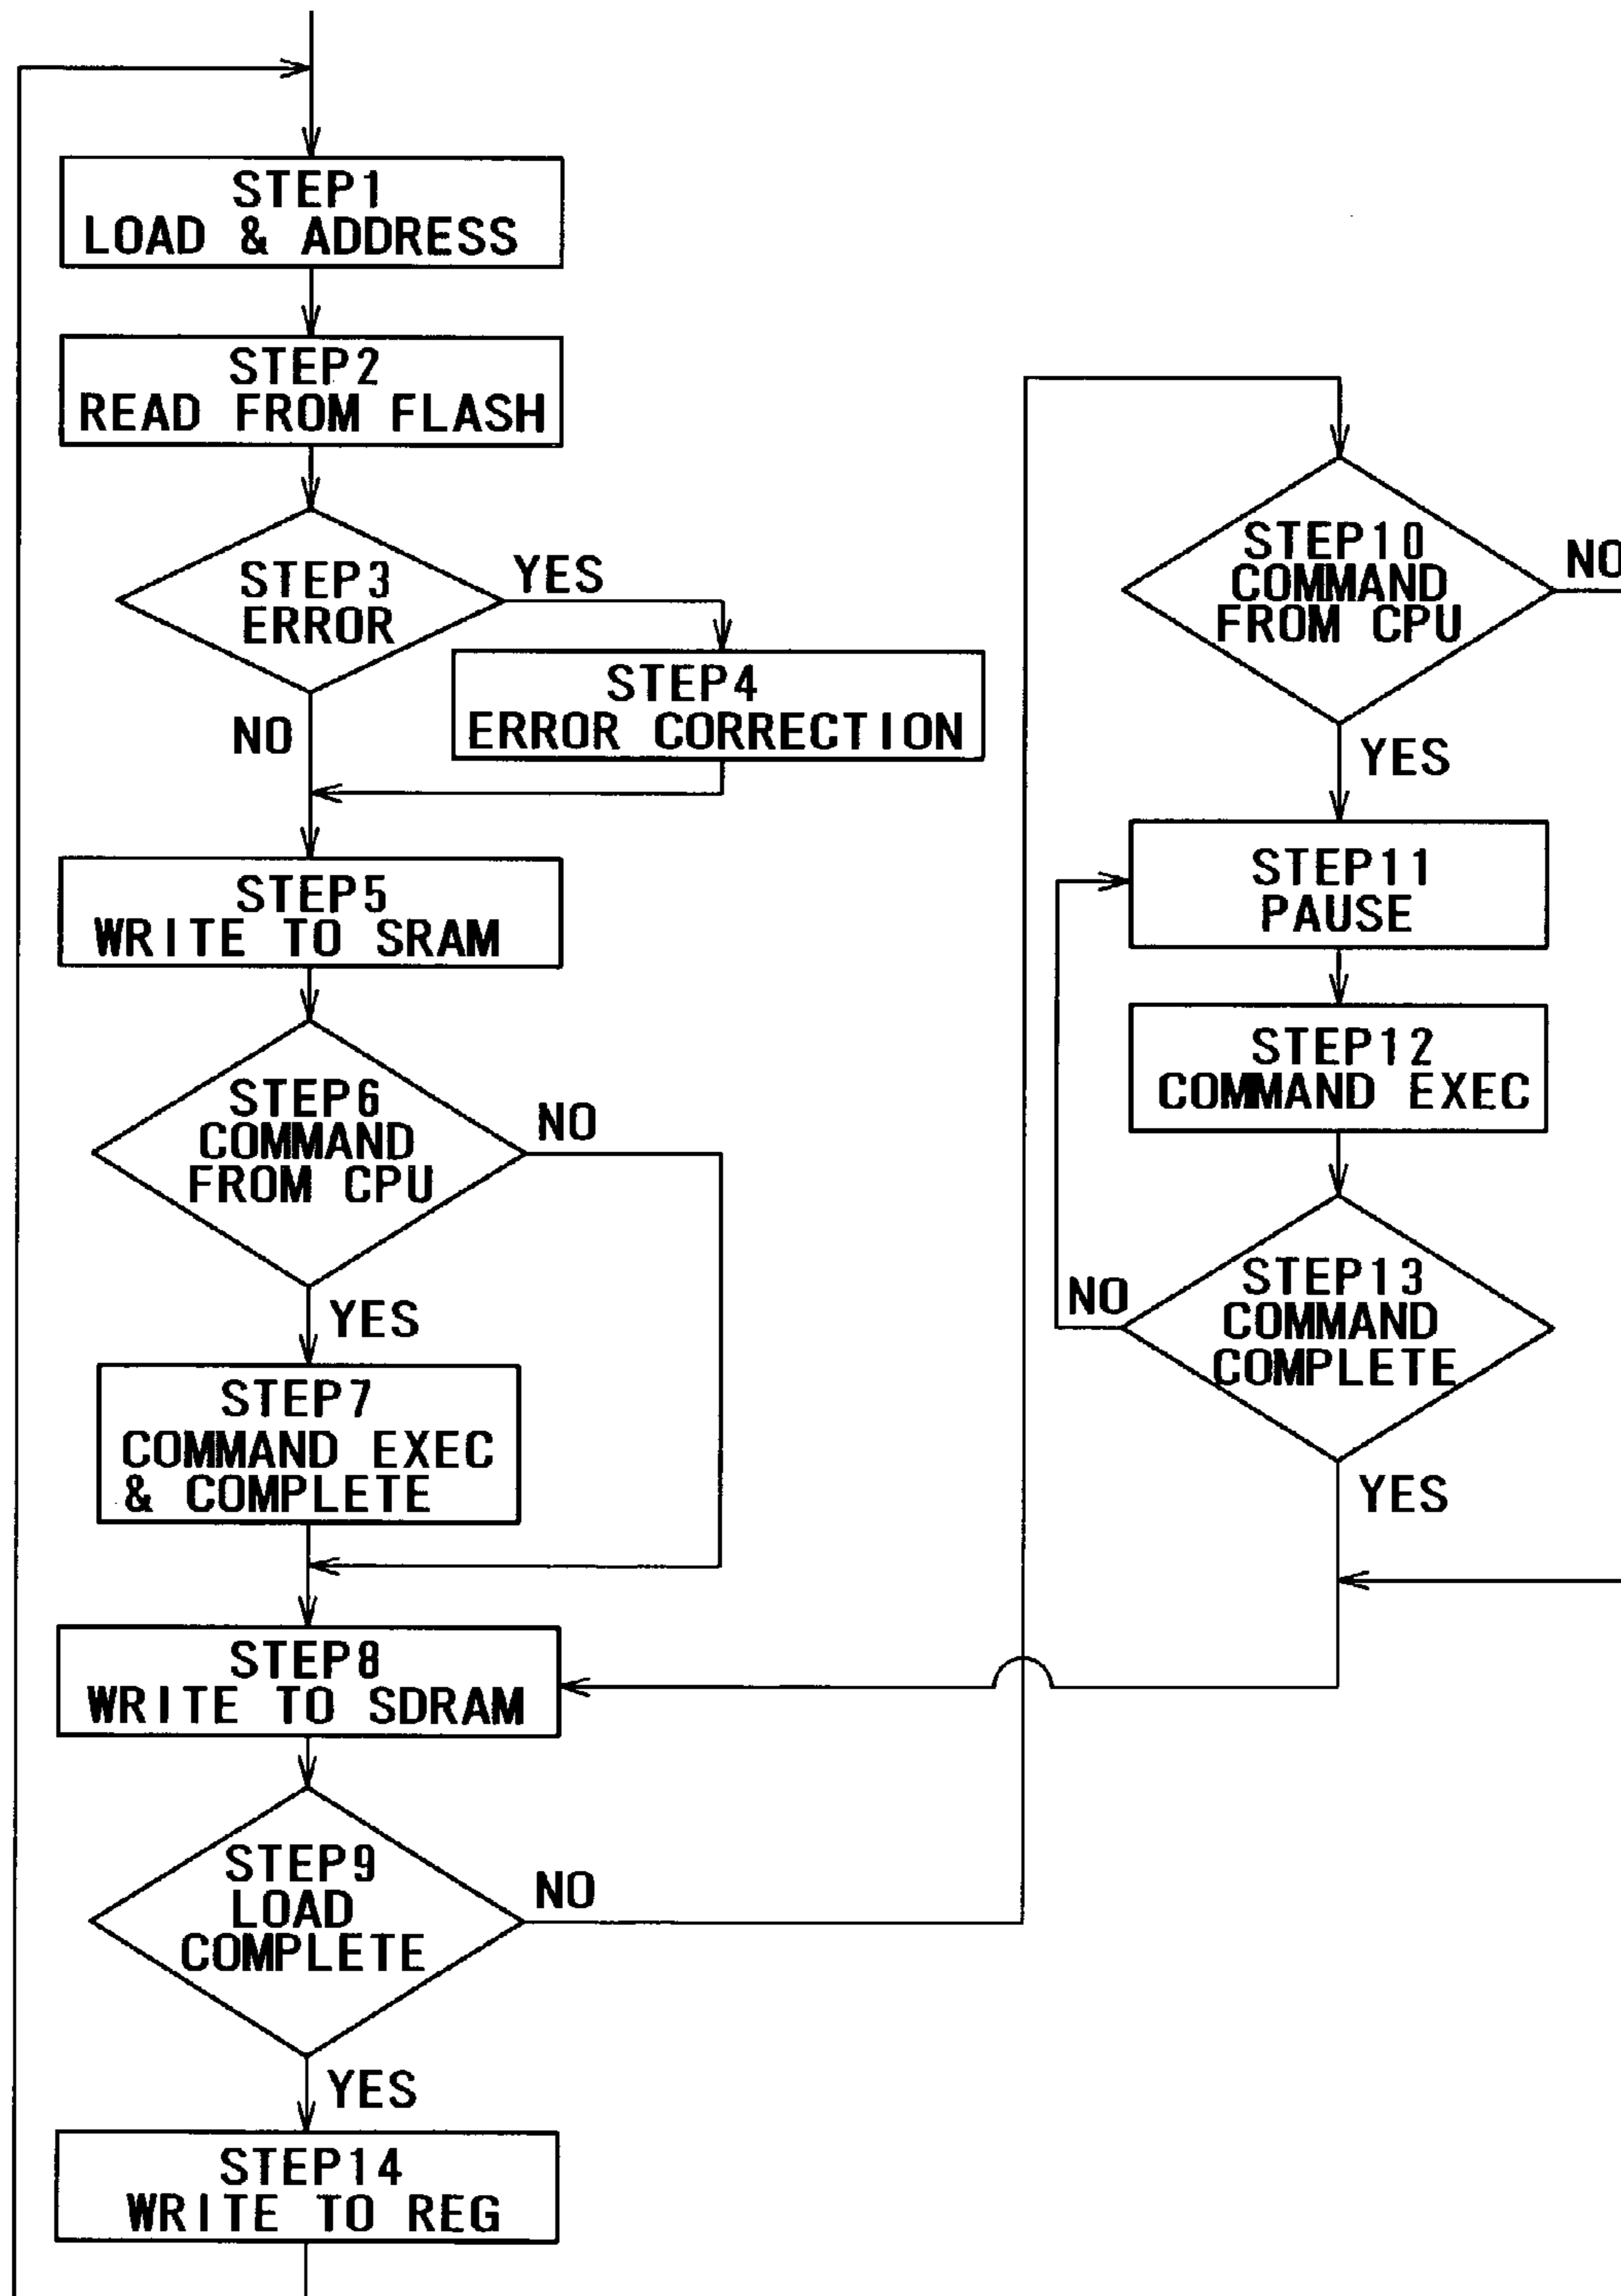 STEP1
LOAD & ADDRESS
STEP2
READ FROM FLASH
STEP3
ERROR
YES
NO
STEP4
ERROR CORRECTION
STEP5
WRITE TO SRAM
STEP6
COMMAND
FROM CPU
NO
YES
STEP7
COMMAND EXEC
& COMPLETE
STEP8
WRITE TO SDRAM
STEP9
LOAD
COMPLETE
NO
YES
STEP14
WRITE TO REG
STEP10
COMMAND
FROM CPU
NO
YES
STEP11
PAUSE
STEP12
COMMAND EXEC
STEP13
COMMAND
COMPLETE
NO
YES